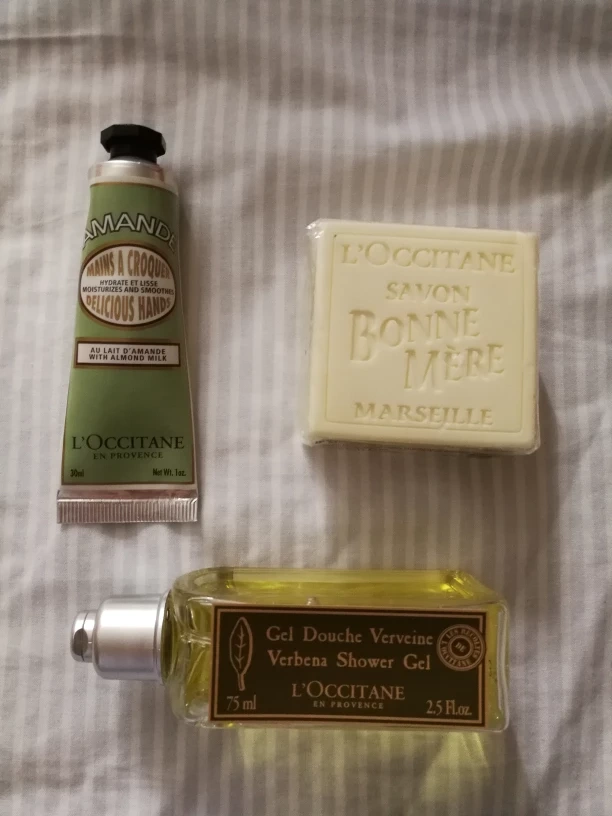 AMANDE
MAINS À CROQUER
HYDRATE ET LISSE
MOISTURIZES AND SMOOTHES
DELICIOUS HANDS
AU LAIT D'AMANDE
WITH ALMOND MILK
L'OCCITANE
EN PROVENCE
30ml Net Wt. 1oz.
L'OCCITANE
SAVON
BONNE
MÈRE
MARSEILLE
Gel Douche Verveine
Verbena Shower Gel
L'OCCITANE
EN PROVENCE
75 ml 2.5 Fl.oz.